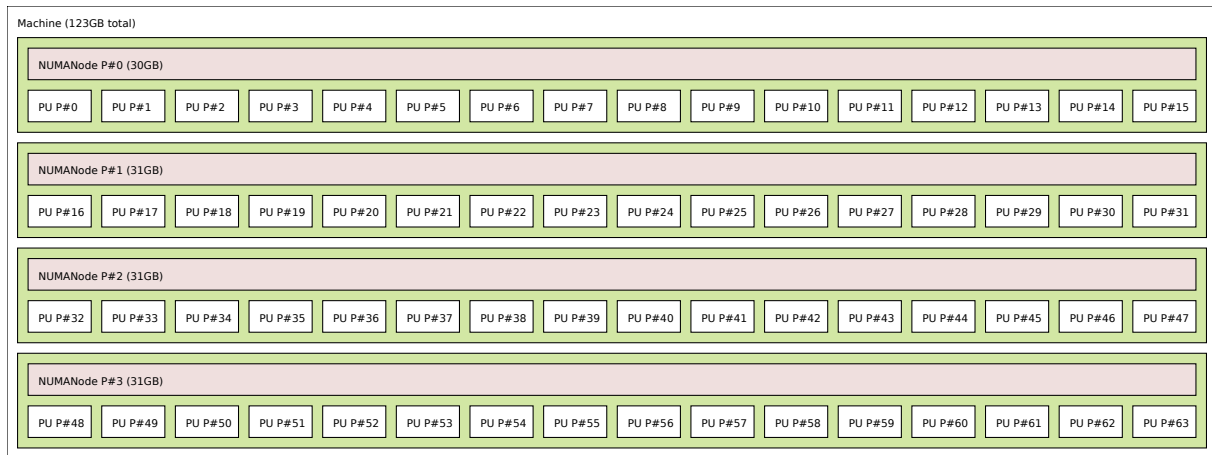 Machine (123GB total)
NUMANode P#0 (30GB)
PU P#0 PU P#1 PU P#2 PU P#3 PU P#4 PU P#5 PU P#6 PU P#7 PU P#8 PU P#9 PU P#10 PU P#11 PU P#12 PU P#13 PU P#14 PU P#15
NUMANode P#1 (31GB)
PU P#16 PU P#17 PU P#18 PU P#19 PU P#20 PU P#21 PU P#22 PU P#23 PU P#24 PU P#25 PU P#26 PU P#27 PU P#28 PU P#29 PU P#30 PU P#31
NUMANode P#2 (31GB)
PU P#32 PU P#33 PU P#34 PU P#35 PU P#36 PU P#37 PU P#38 PU P#39 PU P#40 PU P#41 PU P#42 PU P#43 PU P#44 PU P#45 PU P#46 PU P#47
NUMANode P#3 (31GB)
PU P#48 PU P#49 PU P#50 PU P#51 PU P#52 PU P#53 PU P#54 PU P#55 PU P#56 PU P#57 PU P#58 PU P#59 PU P#60 PU P#61 PU P#62 PU P#63